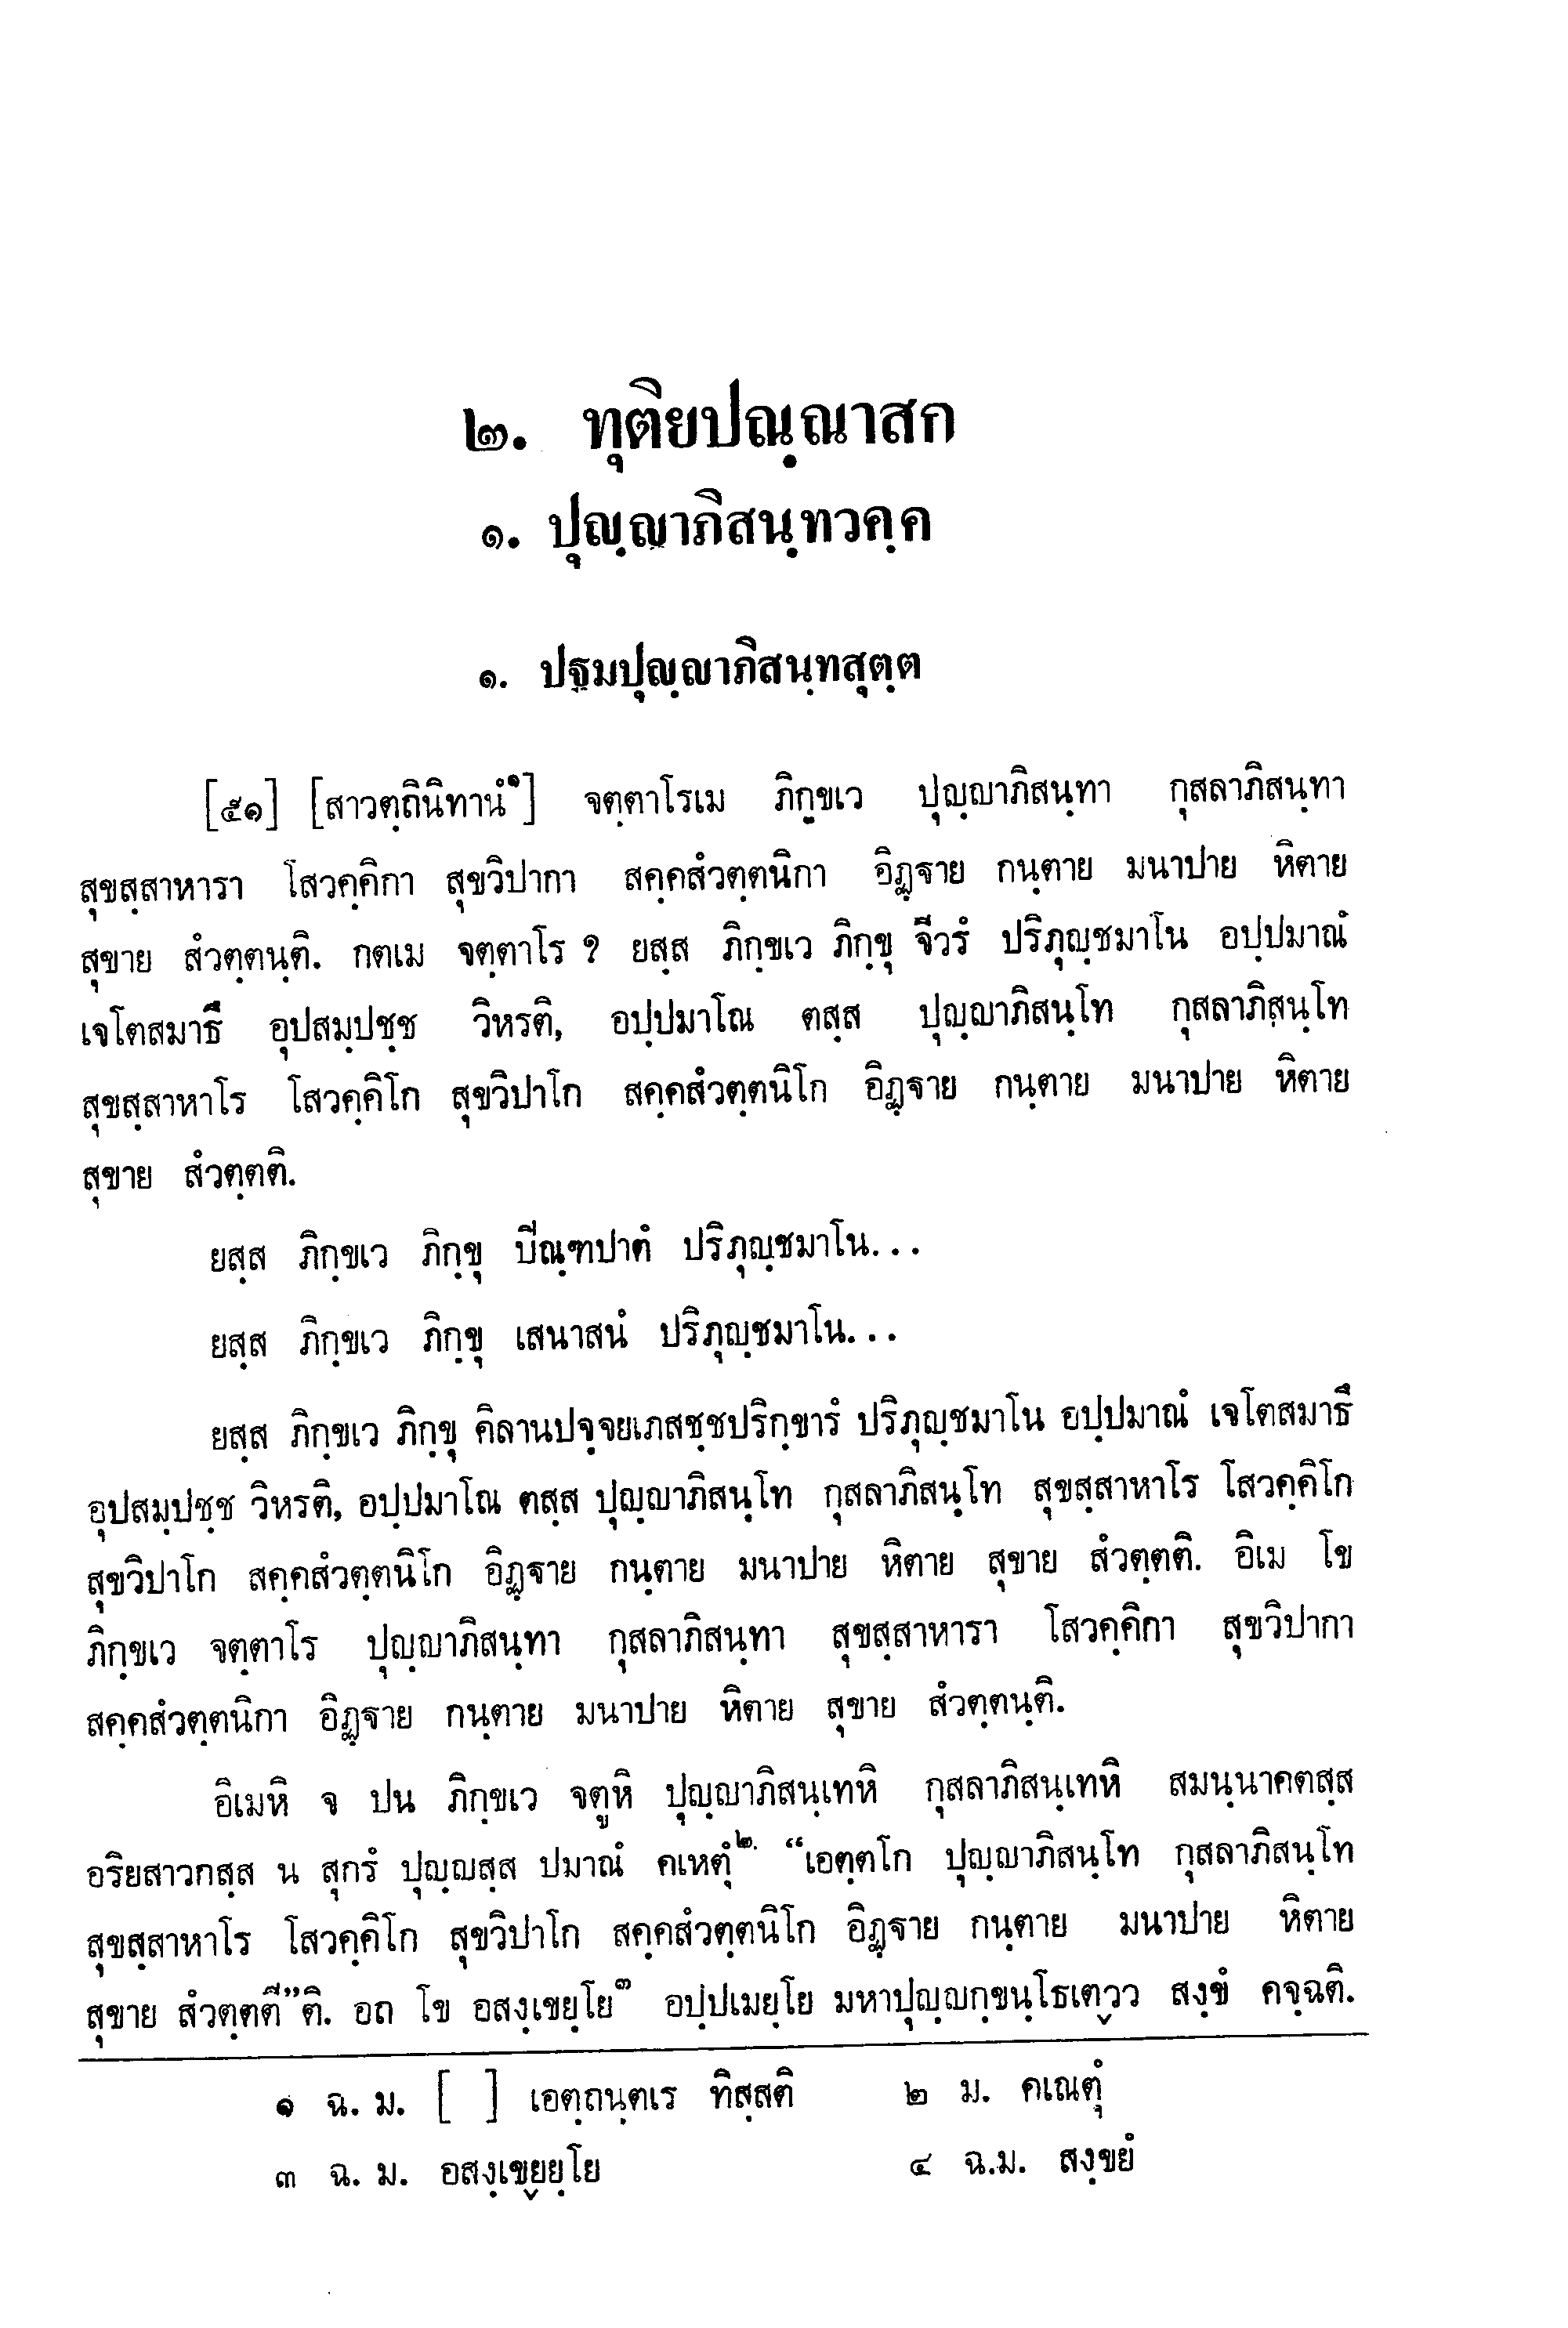 ๒. ทุติยปณฺณาสก
๑. ปุญฺญาภิสนฺทวคฺค
๑. ปฐมปุญฺญาภิสนฺทสุตฺต
[๕๑] [สาวตฺถินิทานํ๑] จตฺตาโรเม ภิกฺขเว ปุญฺญาภิสนฺทา กุสลาภิสนฺทา
สุขสฺสาหารา โสวคฺคิกา สุขวิปากา สคฺคสํวตฺตนิกา อิฏฺฐาย กนฺตาย มนาปาย หิตาย
สุขาย สํวตฺตนฺติ. กตเม จตฺตาโร ? ยสฺส ภิกฺขเว ภิกฺขุ จีวรํ ปริภุญฺชมาโน อปฺปมาณํ
เจโตสมาธึ อุปสมฺปชฺช วิหรติ, อปฺปมาโณ ตสฺส ปุญฺญาภิสนฺโท กุสลาภิสนฺโท
สุขสฺสาหาโร โสวคฺคิโก สุขวิปาโก สคฺคสํวตฺตนิโก อิฏฺฐาย กนฺตาย มนาปาย หิตาย
สุขาย สํวตฺตติ.
ยสฺส ภิกฺขเว ภิกฺขุ ปิณฺฑปาตํ ปริภุญฺชมาโน...
ยสฺส ภิกฺขเว ภิกฺขุ เสนาสนํ ปริภุญฺชมาโน...
ยสฺส ภิกฺขเว ภิกฺขุ คิลานปจฺจยเภสชฺชปริกฺขารํ ปริภุญฺชมาโน อปฺปมาณํ เจโตสมาธึ
อุปสมฺปชฺช วิหรติ, อปฺปมาโณ ตสฺส ปุญฺญาภิสนฺโท กุสลาภิสนฺโท สุขสฺสาหาโร โสวคฺคิโก
สุขวิปาโก สคฺคสํวตฺตนิโก อิฏฺฐาย กนฺตาย มนาปาย หิตาย สุขาย สํวตฺตติ. อิเม โข
ภิกฺขเว จตฺตาโร ปุญฺญาภิสนฺทา กุสลาภิสนฺทา สุขสฺสาหารา โสวคฺคิกา สุขวิปากา
สคฺคสํวตฺตนิกา อิฏฺฐาย กนฺตาย มนาปาย หิตาย สุขาย สํวตฺตนฺติ.
อิเมหิ จ ปน ภิกฺขเว จตูหิ ปุญฺญาภิสนฺเทหิ กุสลาภิสนฺเทหิ สมนฺนาคตสฺส
อริยสาวกสฺส น สุกรํ ปุญฺญสฺส ปมาณํ คเหตุํ๒. “เอตฺตโก ปุญฺญาภิสนฺโท กุสลาภิสนฺโท
สุขสฺสาหาโร โสวคฺคิโก สุขวิปาโก สคฺคสํวตฺตนิโก อิฏฺฐาย กนฺตาย มนาปาย หิตาย
สุขาย สํวตฺตตี”ติ. อถ โข อสงฺเขยฺโย๓ อปฺปเมยฺโย มหาปุญฺญกฺขนฺโธเตฺวว สงฺขํ คจฺฉติ.
๑ ฉ. ม. [ ] เอตฺถนฺตเร ทิสฺสติ ๒ ม. คเณตุํ
๓ ฉ. ม. อสงฺเขฺยยฺโย ๔ ฉ.ม. สงฺขยํ